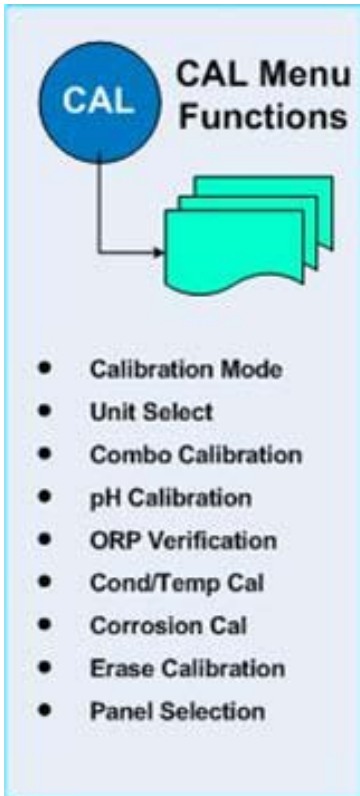 CAL
CAL Menu
Functions
Calibration Mode
Unit Select
Combo Calibration
pH Calibration
ORP Verification
Cond/Temp Cal
Corrosion Cal
Erase Calibration
Panel Selection